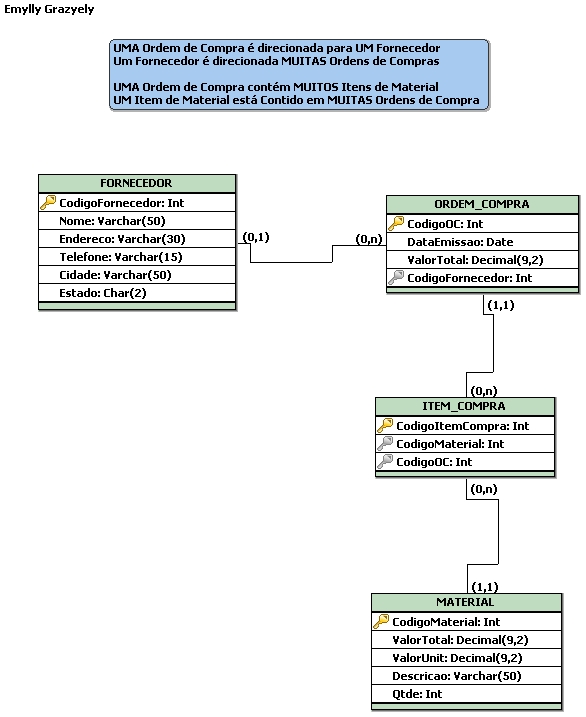 Emylly Grazyely
UMA Ordem de Compra é direcionada para UM Fornecedor
Um Fornecedor é direcionada MUITAS Ordens de Compras
UMA Ordem de Compra contém MUITOS Itens de Material
UM Item de Material está Contido em MUITAS Ordens de Compra
FORNECEDOR
CodigoFornecedor: Int
Nome: Varchar(50)
Endereco: Varchar(30)
Telefone: Varchar(15)
Cidade: Varchar(50)
Estado: Char(2)
(0,1)
(0,n)
ORDEM_COMPRA
CodigoOC: Int
DataEmissao: Date
ValorTotal: Decimal(9,2)
CodigoFornecedor: Int
(1,1)
(0,n)
ITEM_COMPRA
CodigoItemCompra: Int
CodigoMaterial: Int
CodigoOC: Int
(0,n)
(1,1)
MATERIAL
CodigoMaterial: Int
ValorTotal: Decimal(9,2)
ValorUnit: Decimal(9,2)
Descricao: Varchar(50)
Qtde: Int